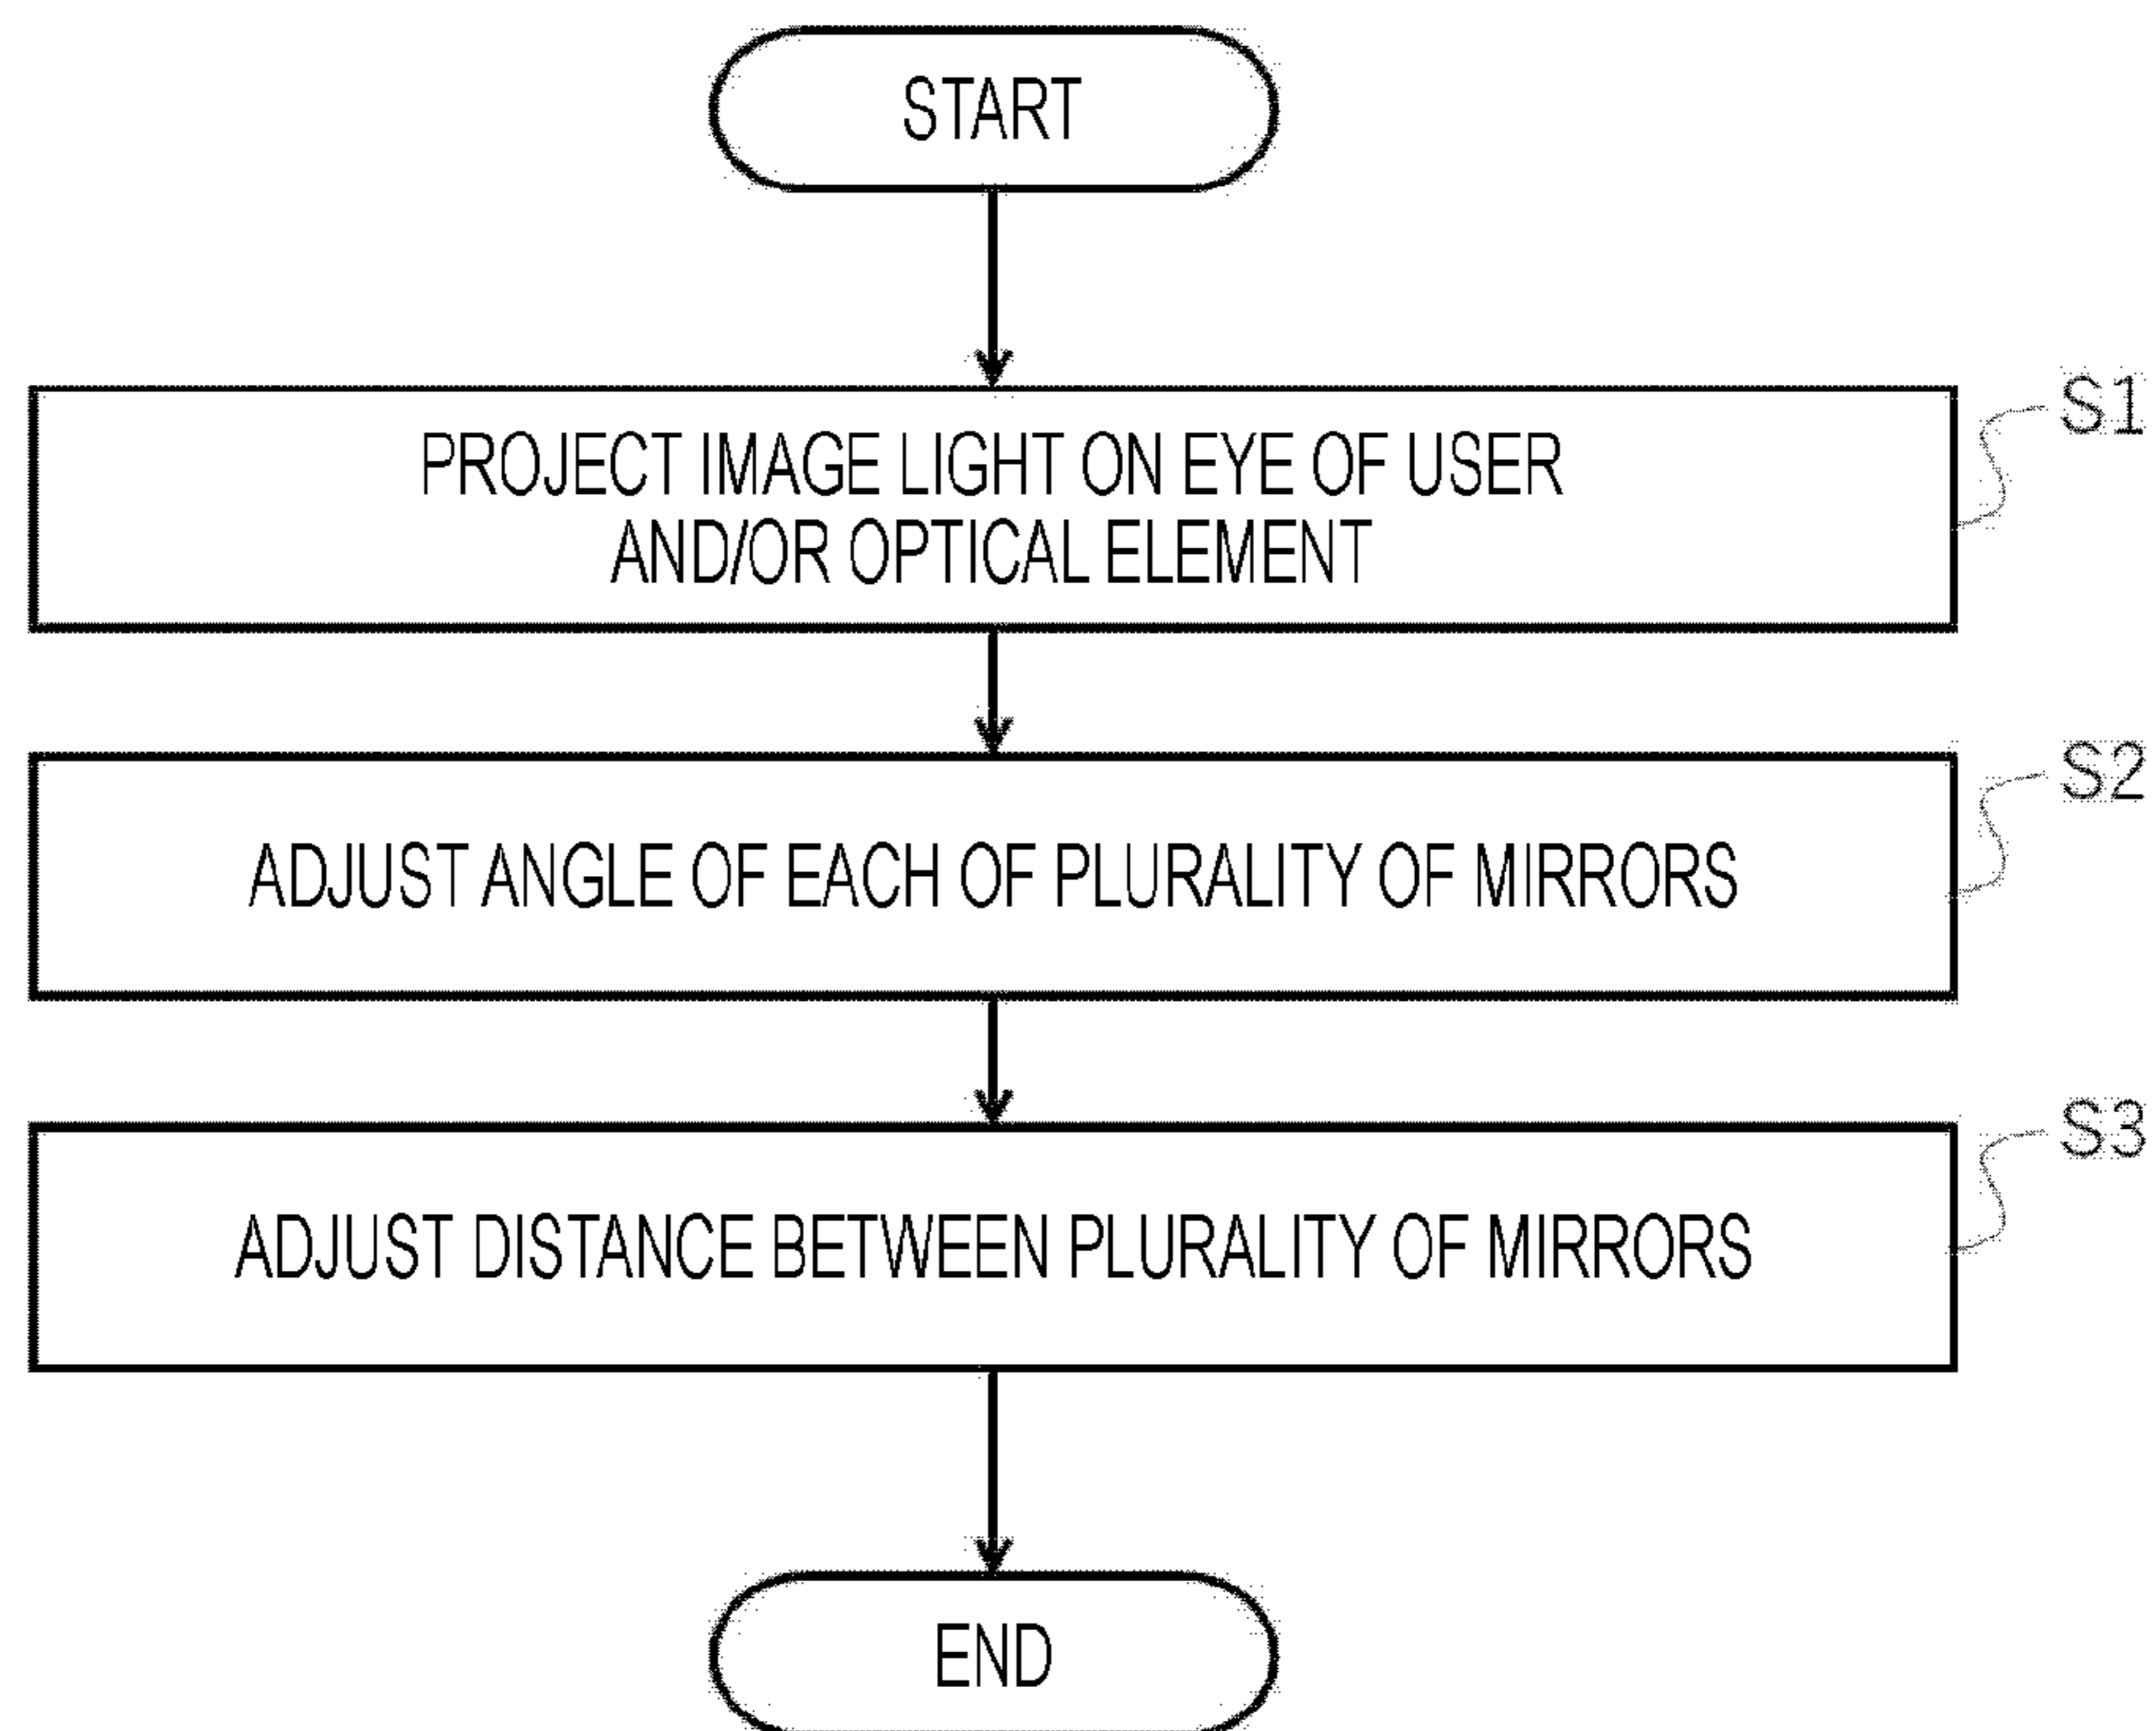 START
S1
PROJECT IMAGE LIGHT ON EYE OF USER
AND/OR OPTICAL ELEMENT
S2
ADJUST ANGLE OF EACH OF PLURALITY OF MIRRORS
S3
ADJUST DISTANCE BETWEEN PLURALITY OF MIRRORS
END